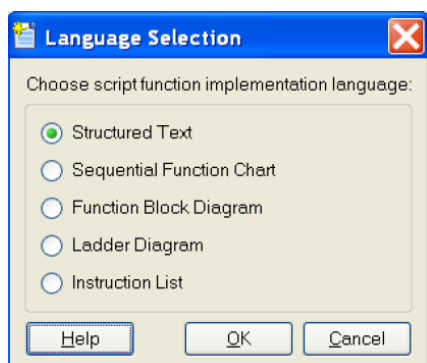 Language Selection
Choose script function implementation language:
Structured Text
Sequential Function Chart
Function Block Diagram
Ladder Diagram
Instruction List
Help OK Cancel